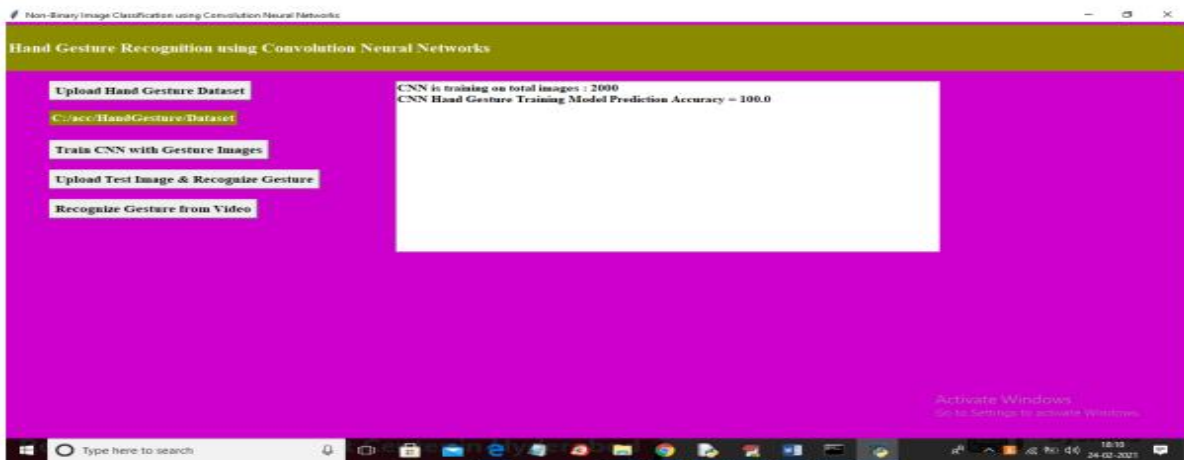 Non-Binary Image Classification using Convolution Neural Networks
Hand Gesture Recognition using Convolution Neural Networks
Upload Hand Gesture Dataset
C:/acc/HandGesture/Dataset
Train CNN with Gesture Images
Upload Test Image & Recognize Gesture
Recognize Gesture from Video
CNN is training on total images : 2000
CNN Hand Gesture Training Model Prediction Accuracy = 100.0
Activate Windows
Go to Settings to activate Windows.
Type here to search
18:10
24-02-2021